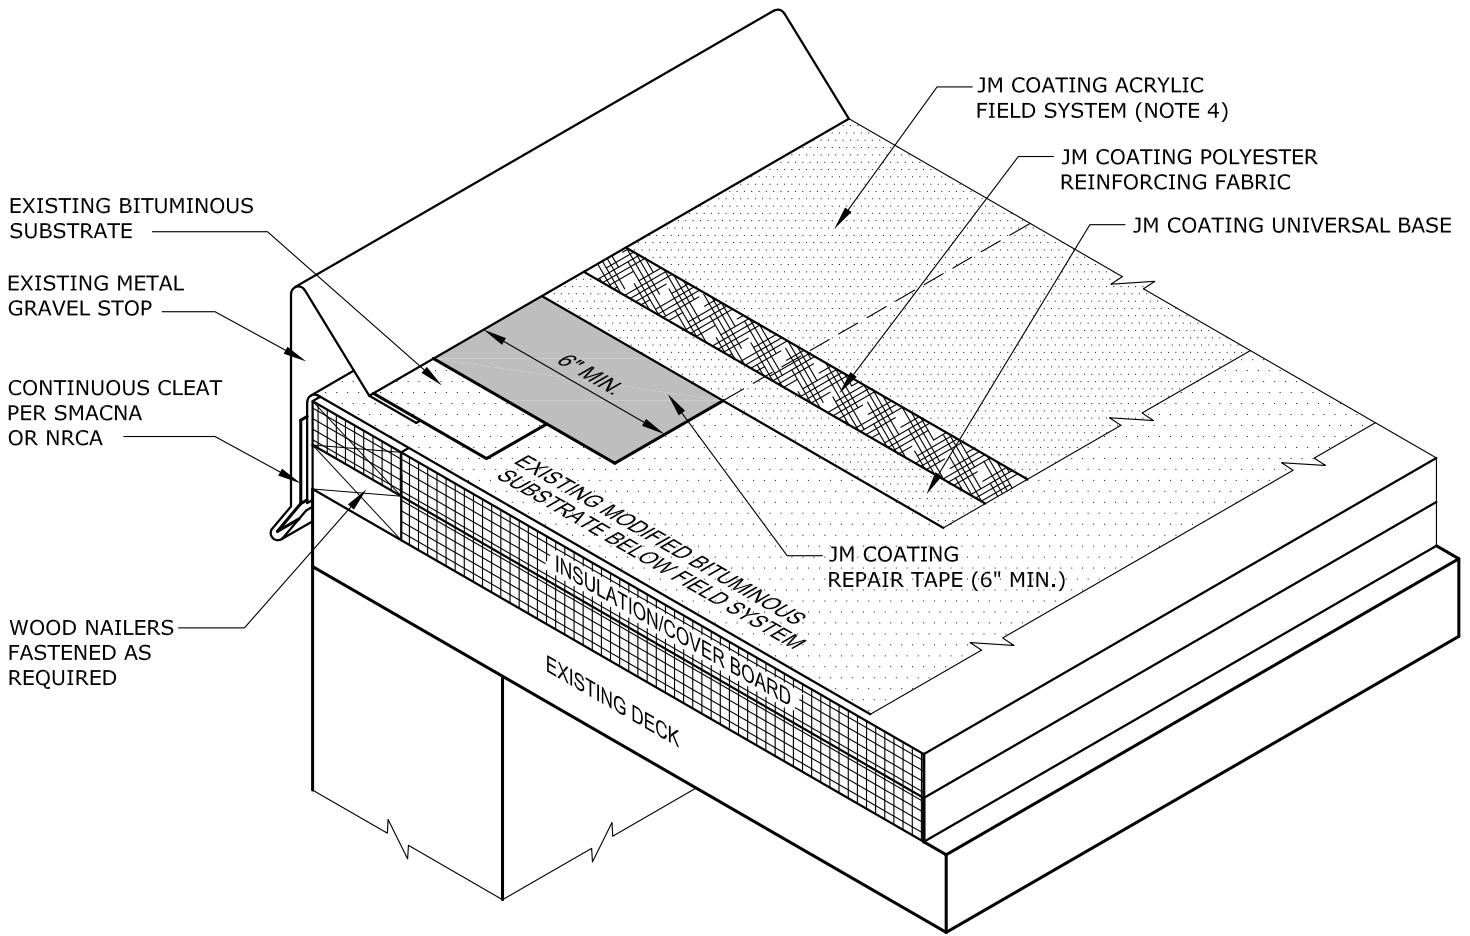 JM COATING ACRYLIC
FIELD SYSTEM (NOTE 4)
JM COATING POLYESTER
REINFORCING FABRIC
JM COATING UNIVERSAL BASE
EXISTING BITUMINOUS
SUBSTRATE
EXISTING METAL
GRAVEL STOP
CONTINUOUS CLEAT
PER SMACNA
OR NRCA
6" MIN.
EXISTING MODIFIED BITUMINOUS
SUBSTRATE BELOW FIELD SYSTEM
JM COATING
REPAIR TAPE (6" MIN.)
INSULATION/COVER BOARD
EXISTING DECK
WOOD NAILERS
FASTENED AS
REQUIRED